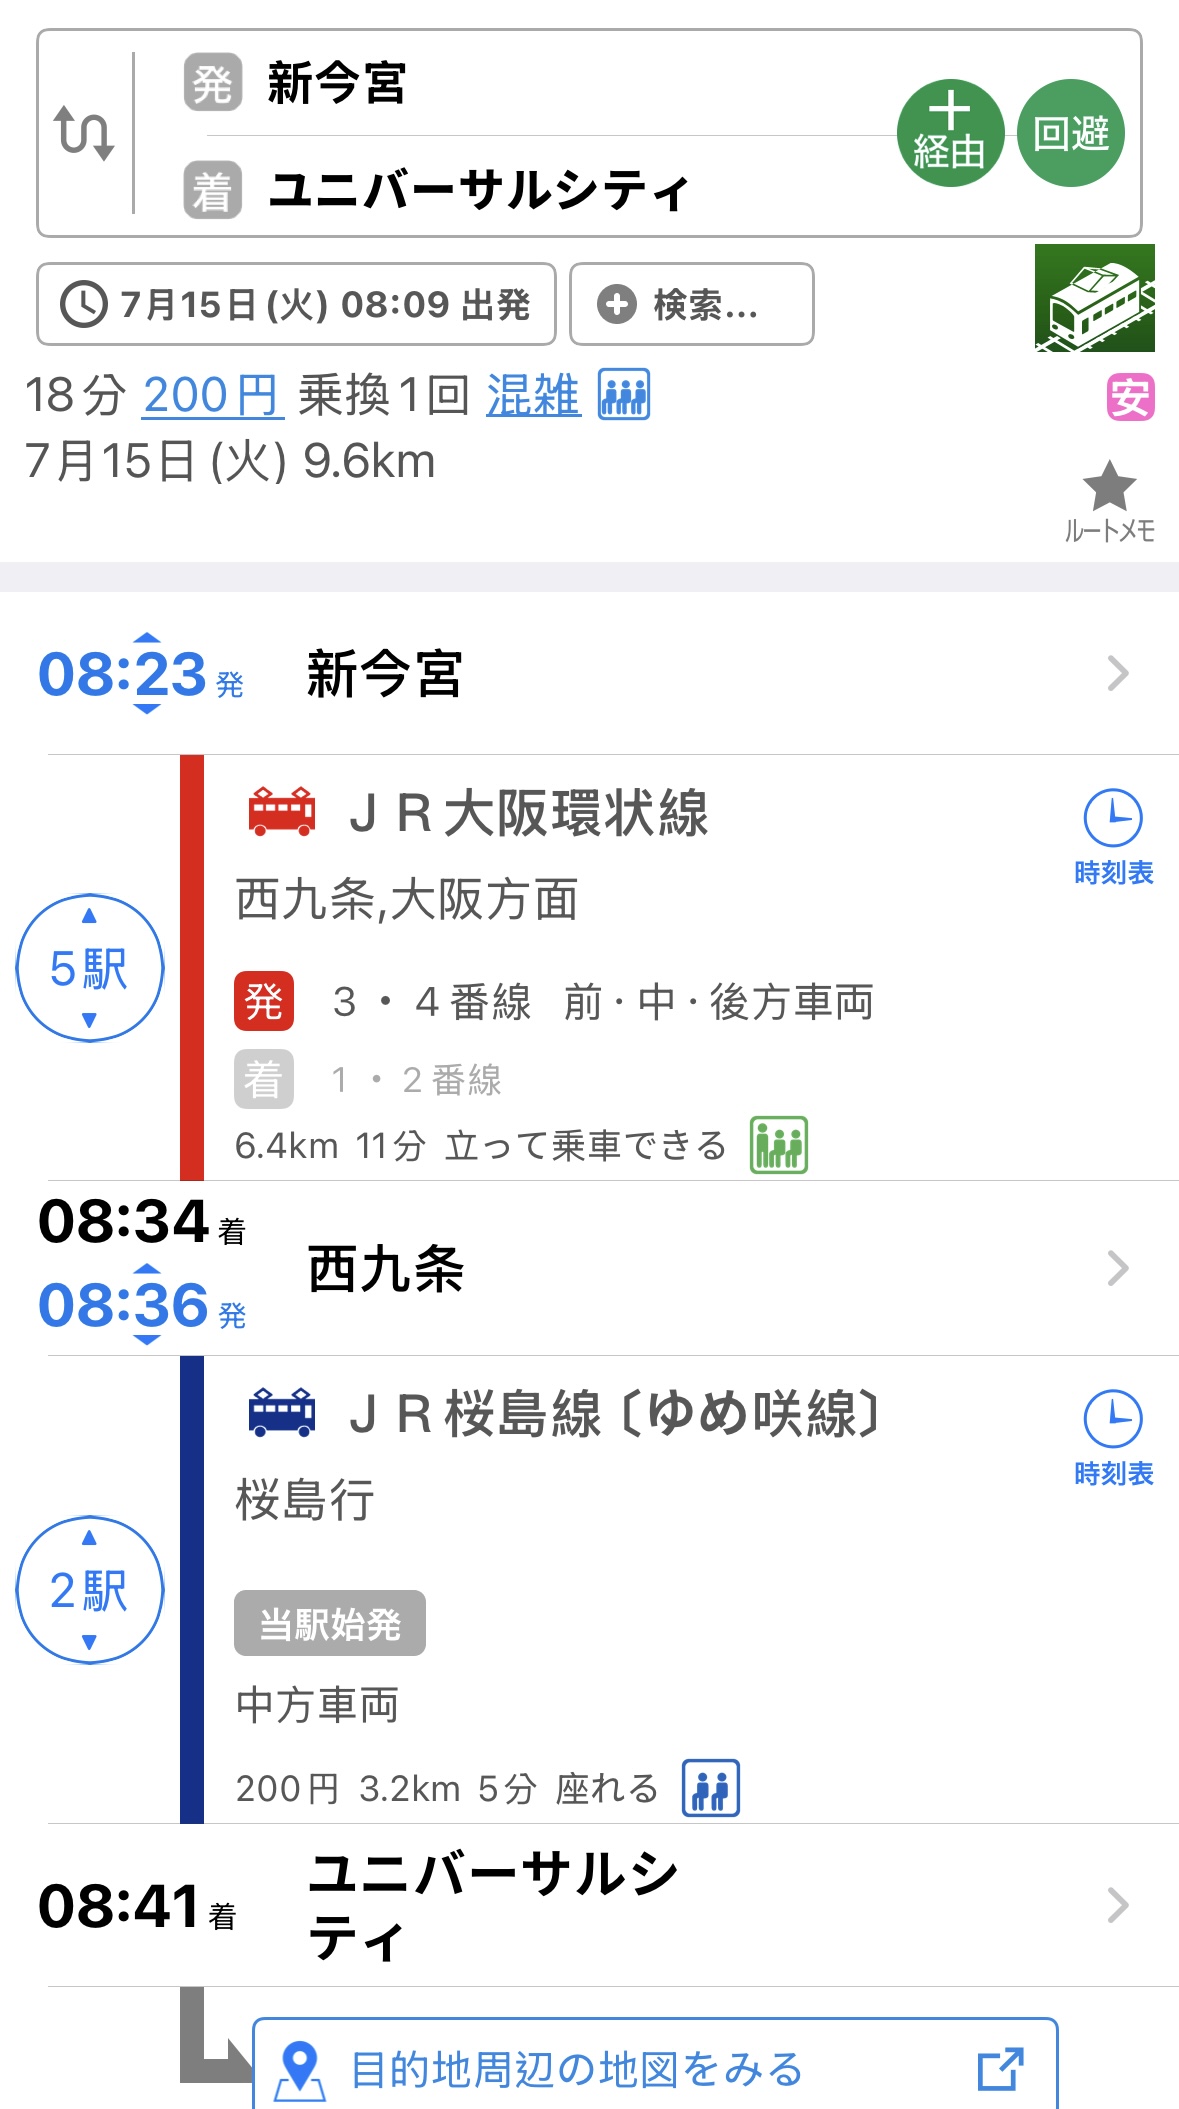 発 新今宮
着 ユニバーサルシティ
＋
経由
回避
7月15日(火) 08:09 出発
検索...
18分 200円 乗換1回 混雑
安
7月15日(火) 9.6km
ルートメモ
08:23発 新今宮
ＪＲ大阪環状線
時刻表
西九条,大阪方面
5駅
発 3・4番線 前・中・後方車両
着 1・2番線
6.4km 11分 立って乗車できる
08:34着
西九条
08:36発
ＪＲ桜島線〔ゆめ咲線〕
時刻表
桜島行
2駅
当駅始発
中方車両
200円 3.2km 5分 座れる
08:41着
ユニバーサルシ
ティ
目的地周辺の地図をみる